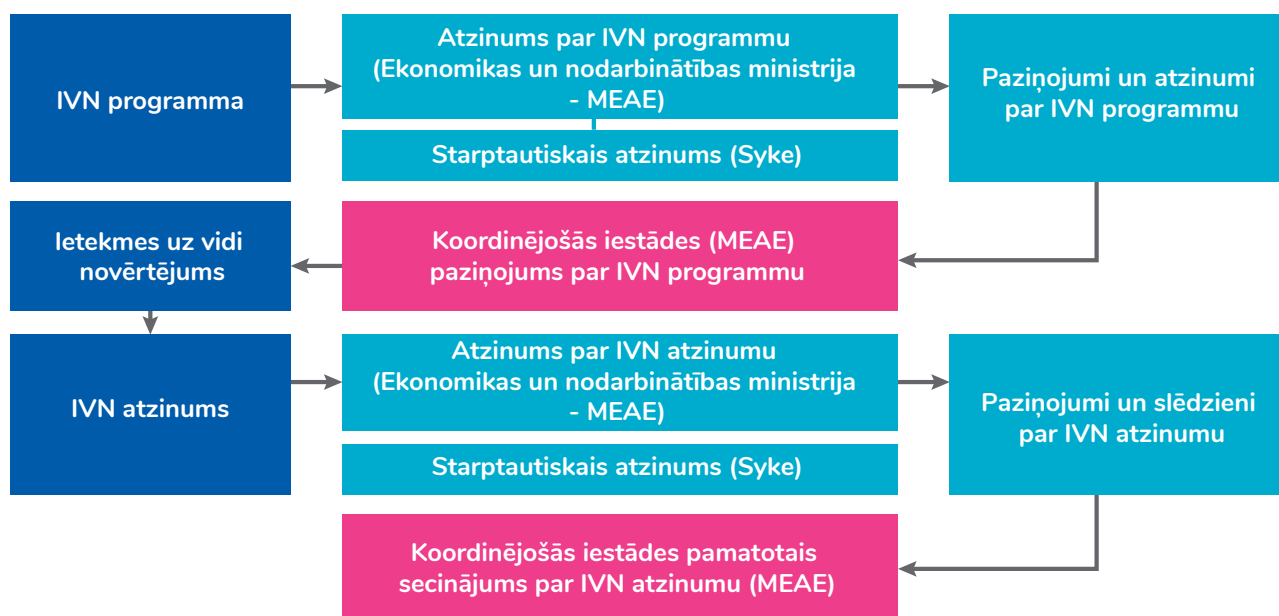 IVN programma
Atzinums par IVN programmu
(Ekonomikas un nodarbinātības ministrija
- MEAE)
Starptautiskais atzinums (Syke)
Paziņojumi un atzinumi
par IVN programmu
Ietekmes uz vidi
novērtējums
Koordinējošās iestādes (MEAE)
paziņojums par IVN programmu
IVN atzinums
Atzinums par IVN atzinumu
(Ekonomikas un nodarbinātības ministrija
- MEAE)
Starptautiskais atzinums (Syke)
Paziņojumi un slēdzieni
par IVN atzinumu
Koordinējošās iestādes pamatotais
secinājums par IVN atzinumu (MEAE)